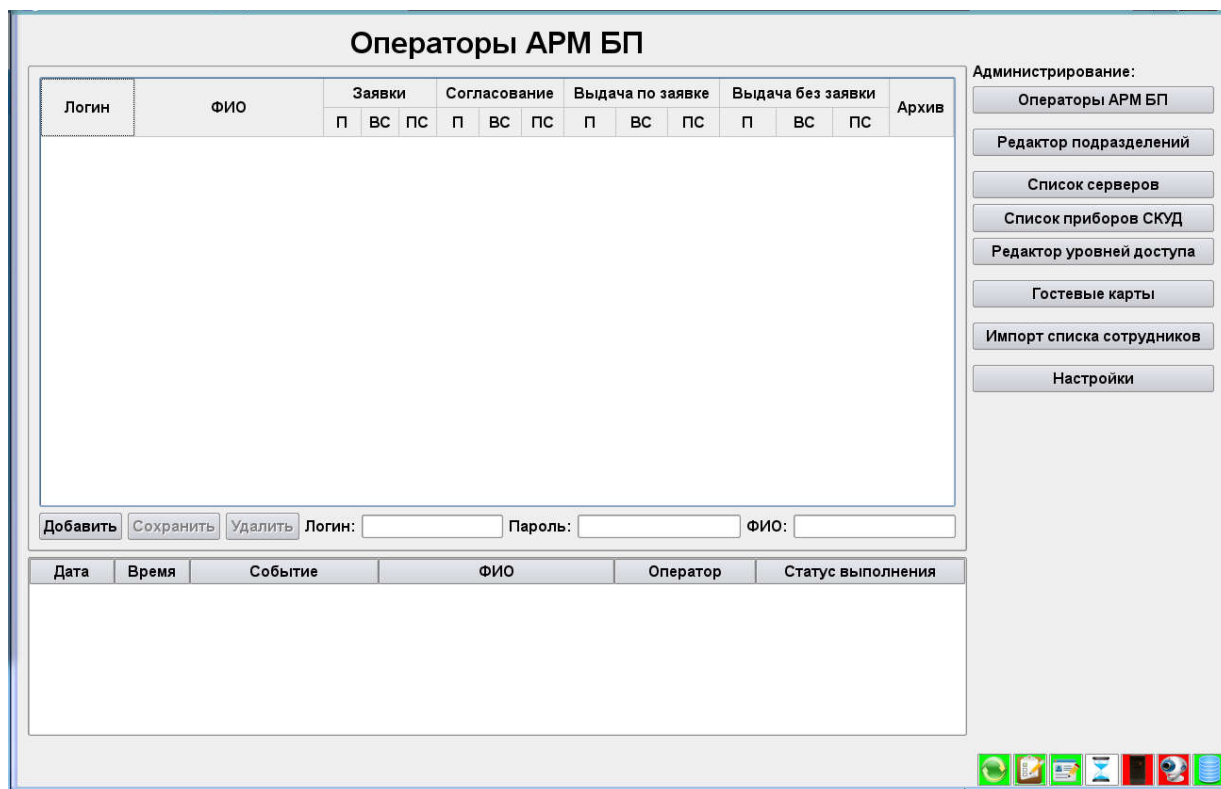 Операторы АРМ БП
Логин ФИО Заявки Согласование Выдача по заявке Выдача без заявки Архив
П ВС ПС П ВС ПС П ВС ПС П ВС ПС
Добавить Сохранить Удалить Логин: Пароль: ФИО:
Дата Время Событие ФИО Оператор Статус выполнения
Администрирование:
Операторы АРМ БП
Редактор подразделений
Список серверов
Список приборов СКУД
Редактор уровней доступа
Гостевые карты
Импорт списка сотрудников
Настройки